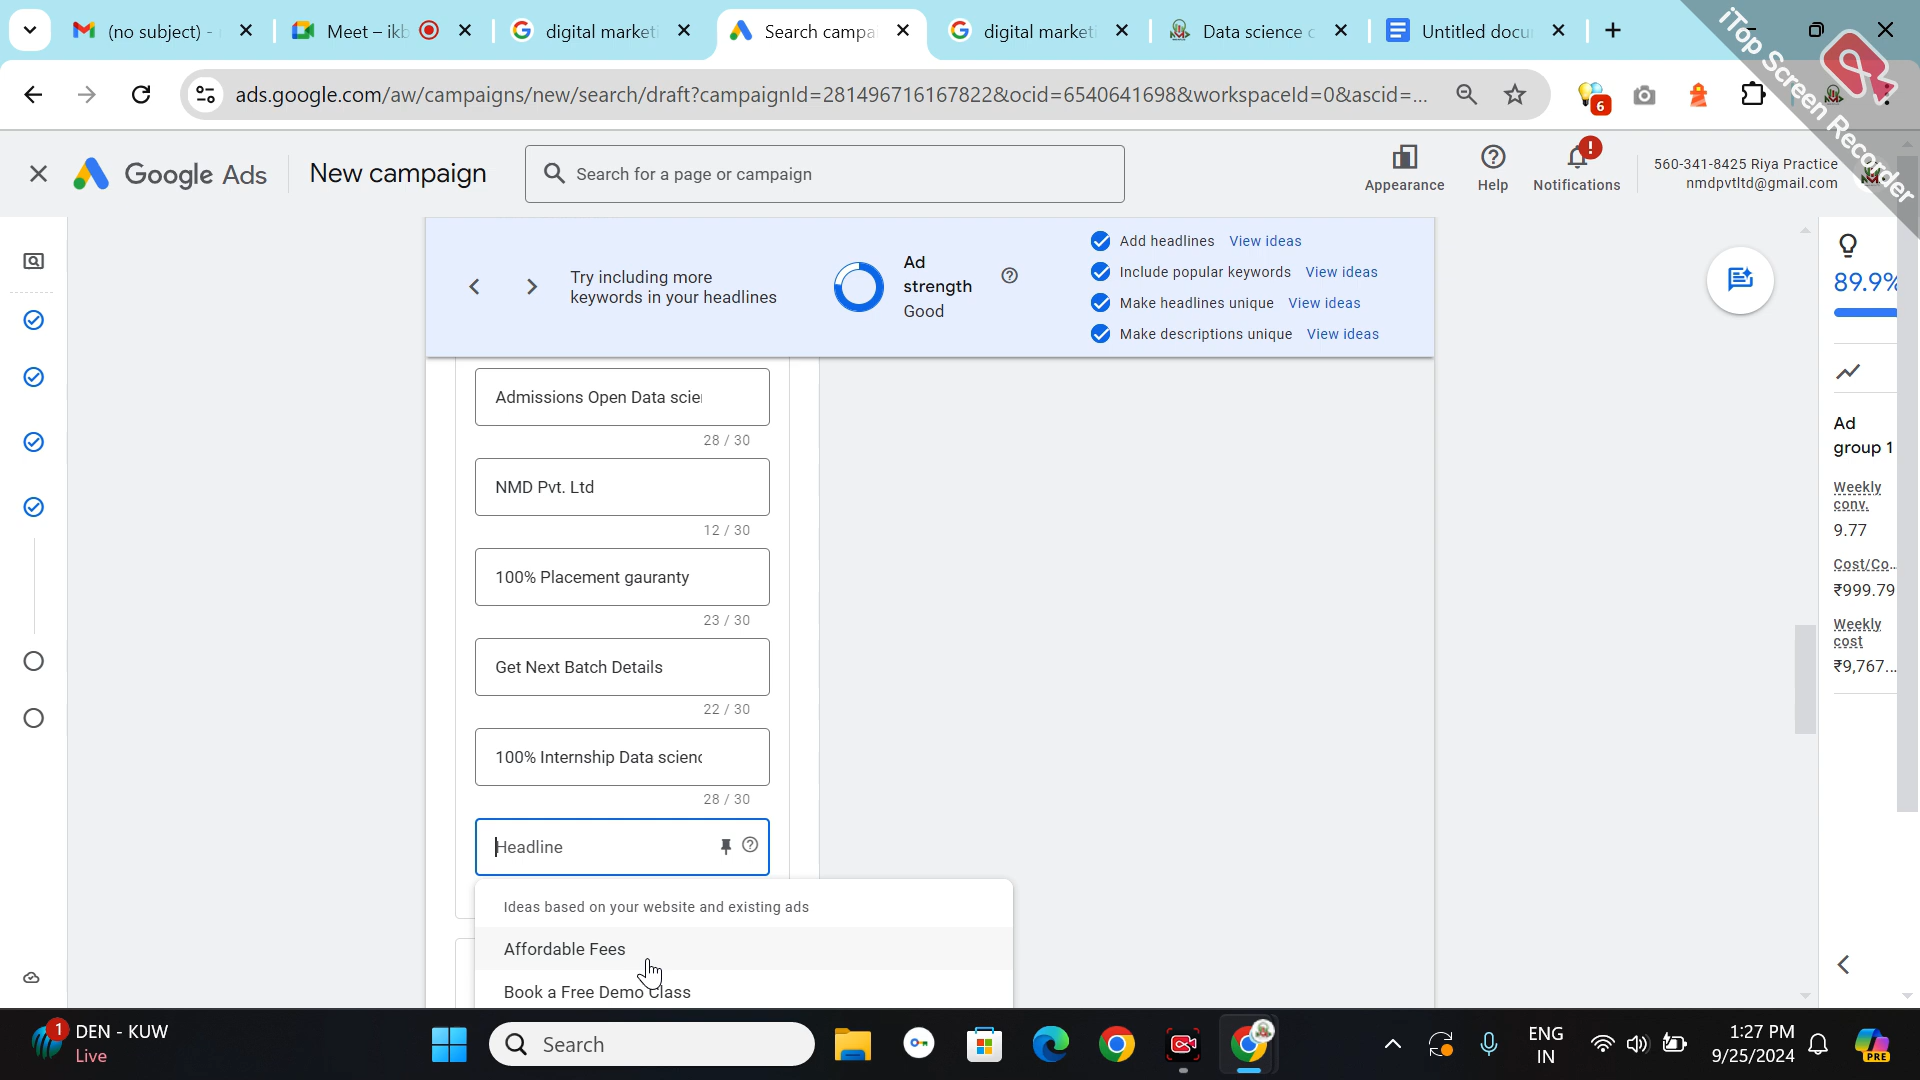 (no subject) -
Meet – ikb
digital market
Search campa
digital market
Data science c
Untitled docu
ads.google.com/aw/campaigns/new/search/draft?campaignId=281496716167822&ocid=6540641698&workspaceId=0&ascid=...
6
iTop Screen Recorder
Google Ads
New campaign
Search for a page or campaign
Appearance
Help
!
Notifications
560-341-8425 Riya Practice
nmdpvtltd@gmail.com
Try including more
keywords in your headlines
Ad
strength
Good
Add headlines View ideas
Include popular keywords View ideas
Make headlines unique View ideas
Make descriptions unique View ideas
89.9%
Admissions Open Data scie
28 / 30
NMD Pvt. Ltd
12 / 30
100% Placement gauranty
23 / 30
Get Next Batch Details
22 / 30
100% Internship Data scienc
28 / 30
Headline
Ideas based on your website and existing ads
Affordable Fees
Book a Free Demo Class
Ad
group 1
Weekly
conv.
9.77
Cost/Co...
₹999.79
Weekly
cost
₹9,767...
1
DEN - KUW
Live
Search
ENG
IN
1:27 PM
9/25/2024
PRE